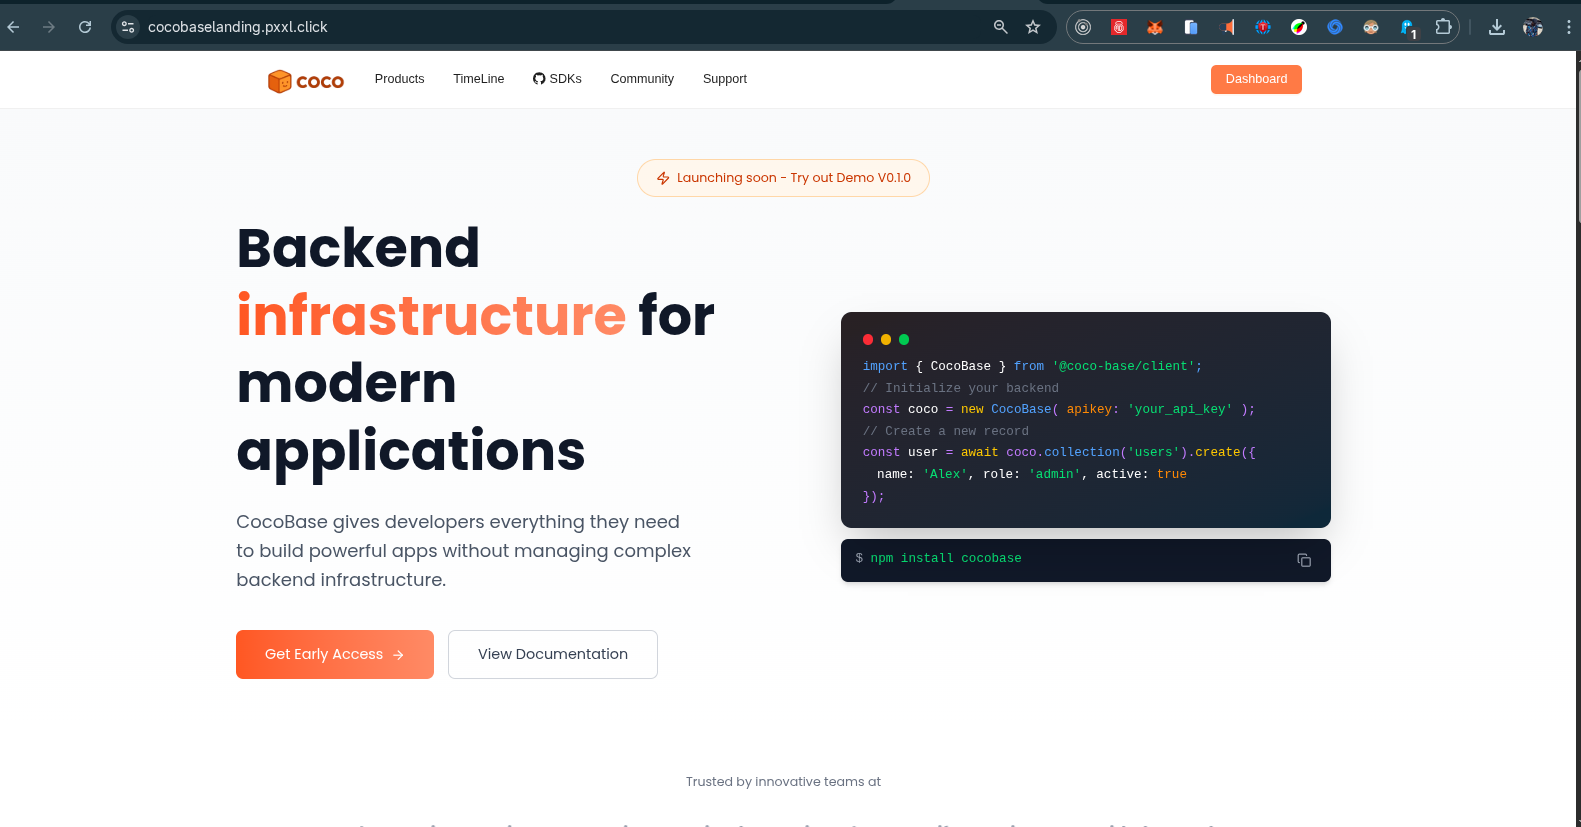 cocobaselanding.pxxl.click
1
coco
Products
TimeLine
SDKs
Community
Support
Dashboard
Launching soon - Try out Demo V0.1.0
Backend
infrastructure for
modern
applications
CocoBase gives developers everything they need
to build powerful apps without managing complex
backend infrastructure.
Get Early Access
View Documentation
import { CocoBase } from '@coco-base/client';
// Initialize your backend
const coco = new CocoBase( apikey: 'your_api_key' );
// Create a new record
const user = await coco.collection('users').create({
name: 'Alex', role: 'admin', active: true
});
$ npm install cocobase
Trusted by innovative teams at